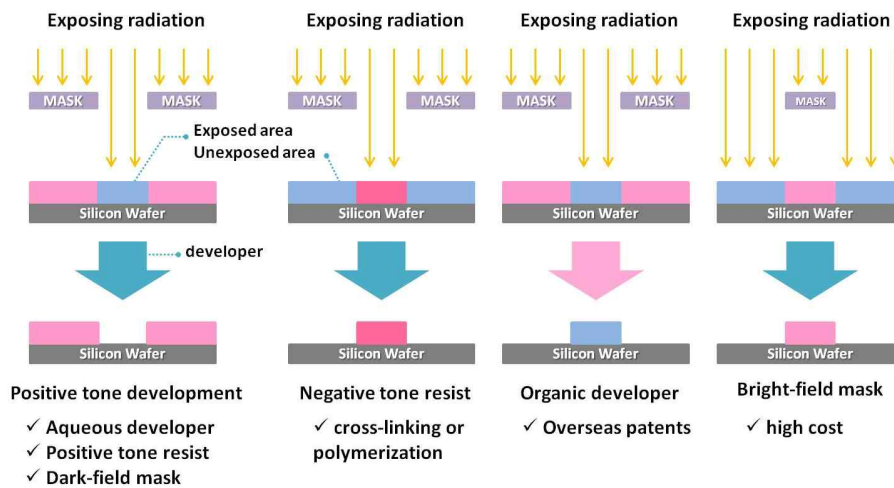 Exposing radiation
Exposing radiation
Exposing radiation
Exposing radiation
MASK
MASK
MASK
MASK
MASK
MASK
MASK
Exposed area
Unexposed area
Silicon Wafer
Silicon Wafer
Silicon Wafer
Silicon Wafer
developer
Silicon Wafer
Silicon Wafer
Silicon Wafer
Silicon Wafer
Positive tone development
✓ Aqueous developer
✓ Positive tone resist
✓ Dark-field mask
Negative tone resist
✓ cross-linking or
polymerization
Organic developer
✓ Overseas patents
Bright-field mask
✓ high cost